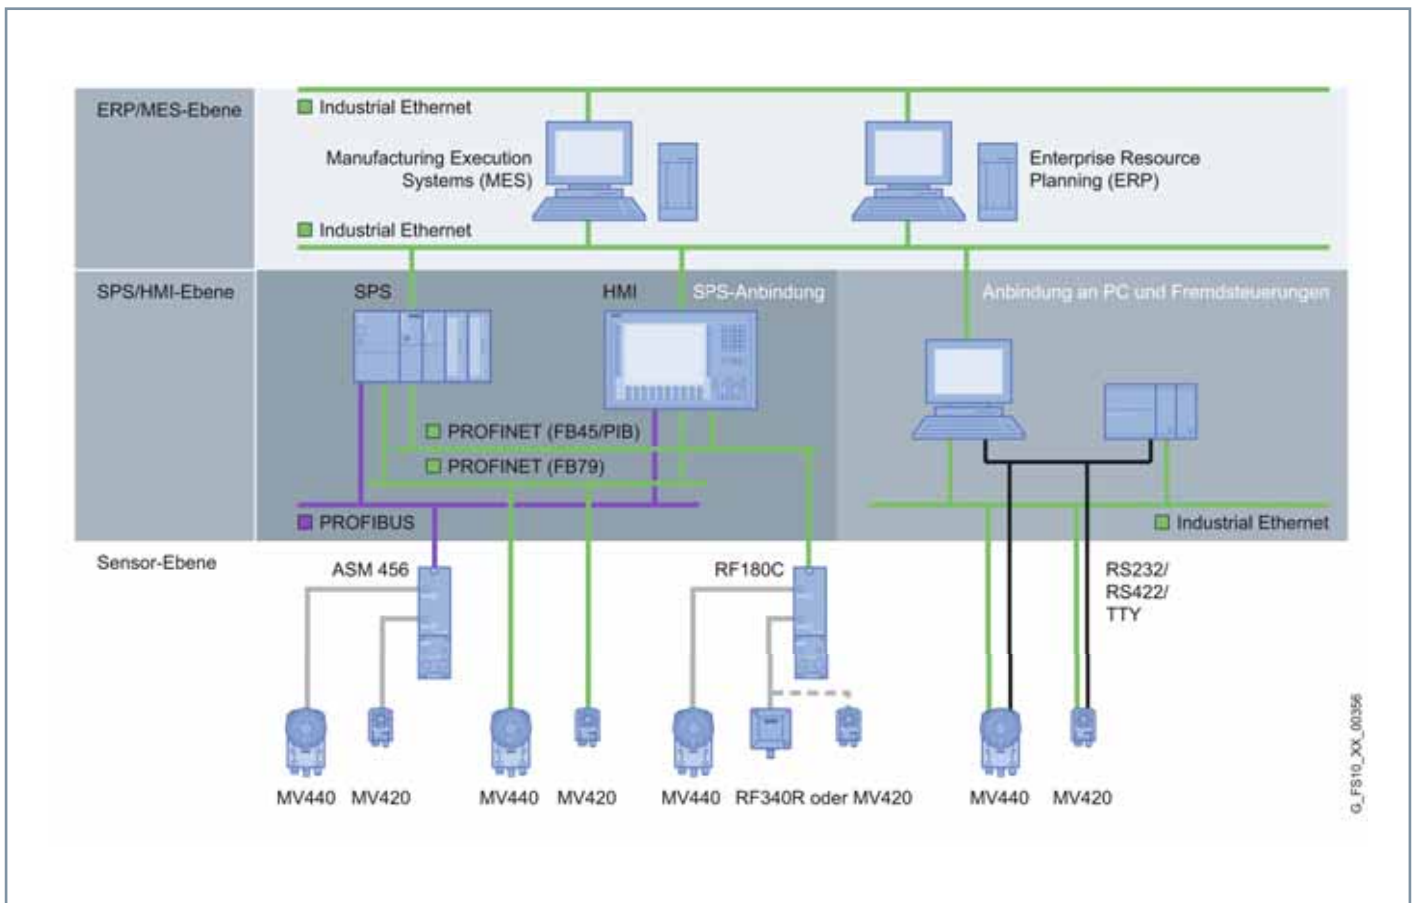 ERP/MES-Ebene
Industrial Ethernet
Manufacturing Execution
Systems (MES)
Enterprise Resource
Planning (ERP)
Industrial Ethernet
SPS/HMI-Ebene
SPS
HMI
SPS-Anbindung
Anbindung an PC und Fremdsteuerungen
PROFINET (FB45/PIB)
PROFINET (FB79)
PROFIBUS
Industrial Ethernet
Sensor-Ebene
ASM 456
RF180C
RS232/
RS422/
TTY
MV440
MV420
MV440
MV420
MV440
RF340R oder MV420
MV440
MV420
G_FS10_XX_00356